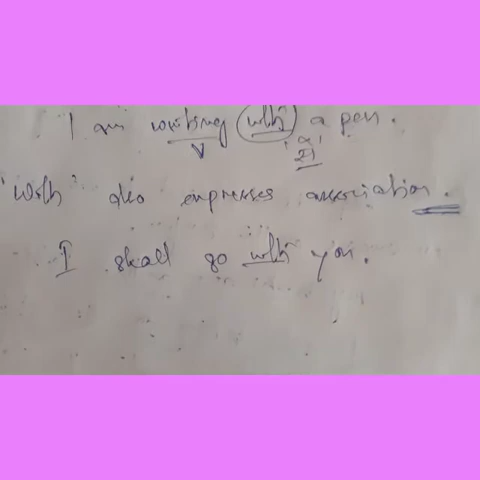 I am writing with a pen.
V 'से'
'with' also expresses association.
I shall go with you.